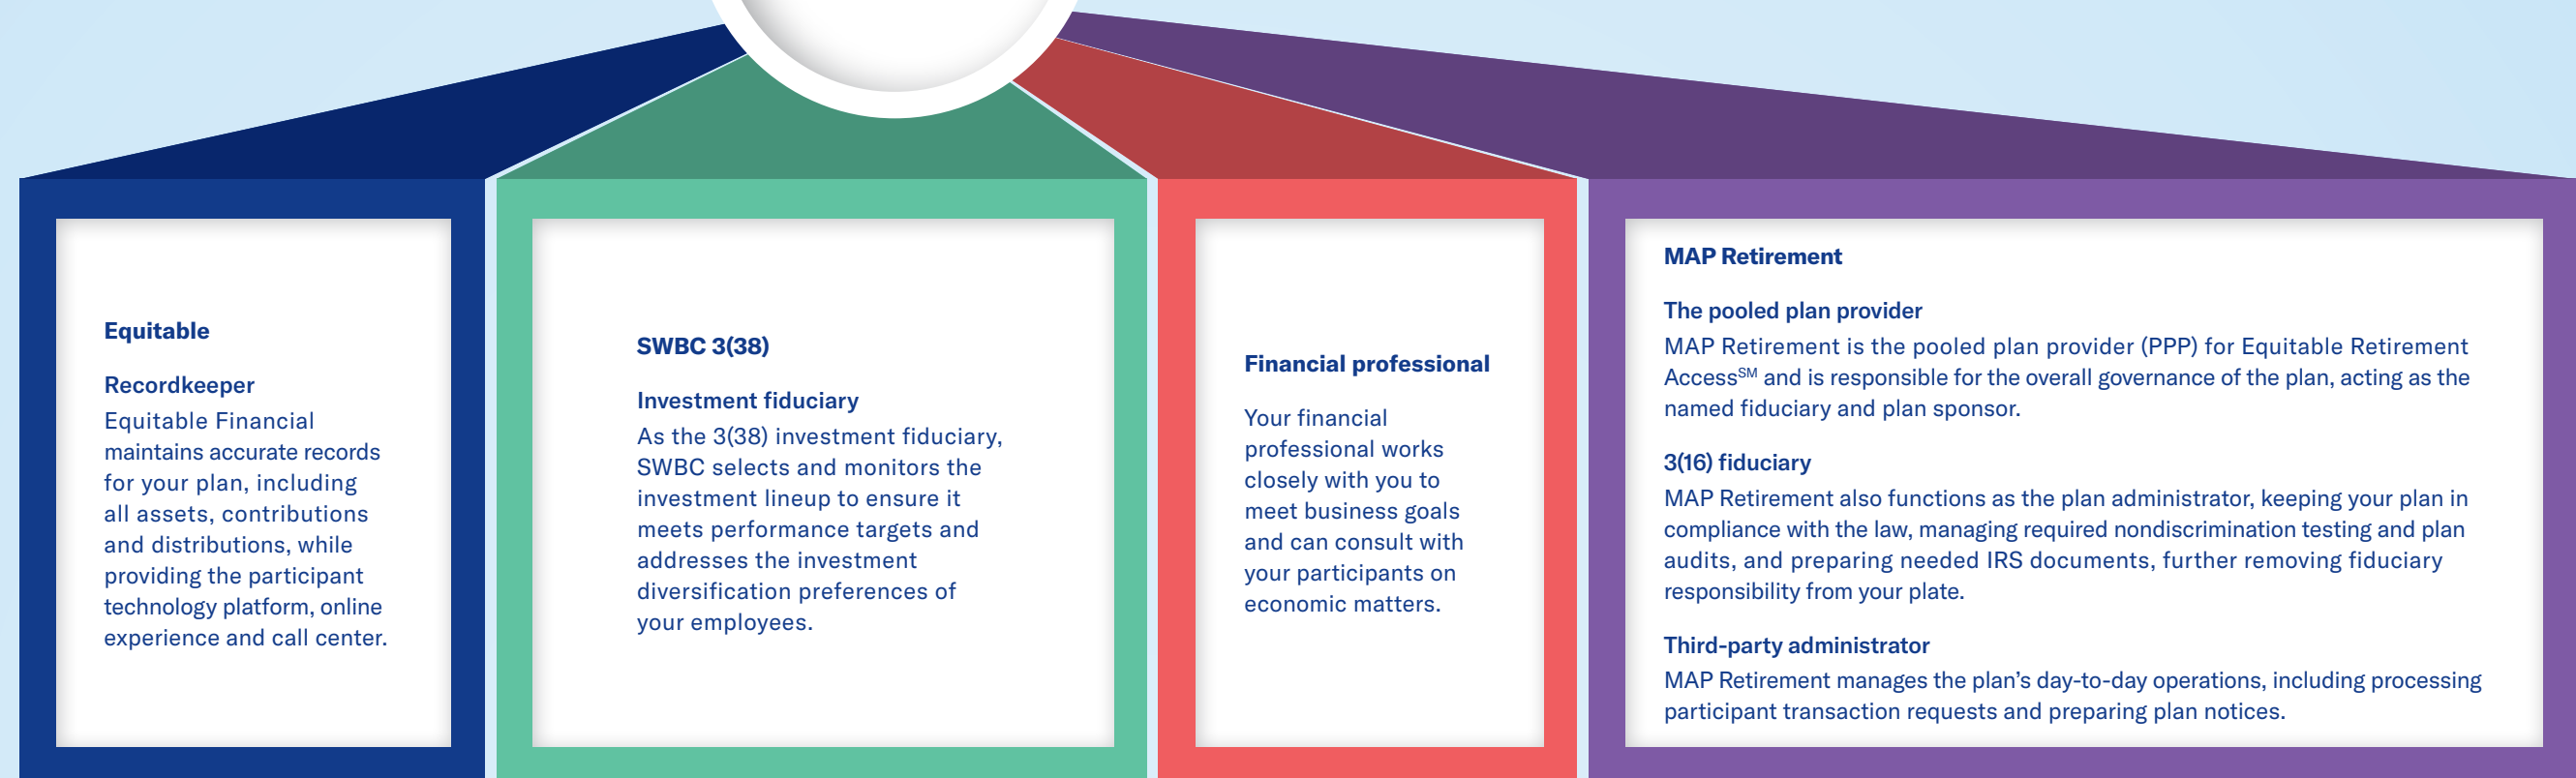 Equitable
Recordkeeper
Equitable Financial
maintains accurate records
for your plan, including
all assets, contributions
and distributions, while
providing the participant
technology platform, online
experience and call center.
SWBC 3(38)
Investment fiduciary
As the 3(38) investment fiduciary,
SWBC selects and monitors the
investment lineup to ensure it
meets performance targets and
addresses the investment
diversification preferences of
your employees.
Financial professional
Your financial
professional works
closely with you to
meet business goals
and can consult with
your participants on
economic matters.
MAP Retirement
The pooled plan provider
MAP Retirement is the pooled plan provider (PPP) for Equitable Retirement
Access℠ and is responsible for the overall governance of the plan, acting as the
named fiduciary and plan sponsor.
3(16) fiduciary
MAP Retirement also functions as the plan administrator, keeping your plan in
compliance with the law, managing required nondiscrimination testing and plan
audits, and preparing needed IRS documents, further removing fiduciary
responsibility from your plate.
Third-party administrator
MAP Retirement manages the plan’s day-to-day operations, including processing
participant transaction requests and preparing plan notices.